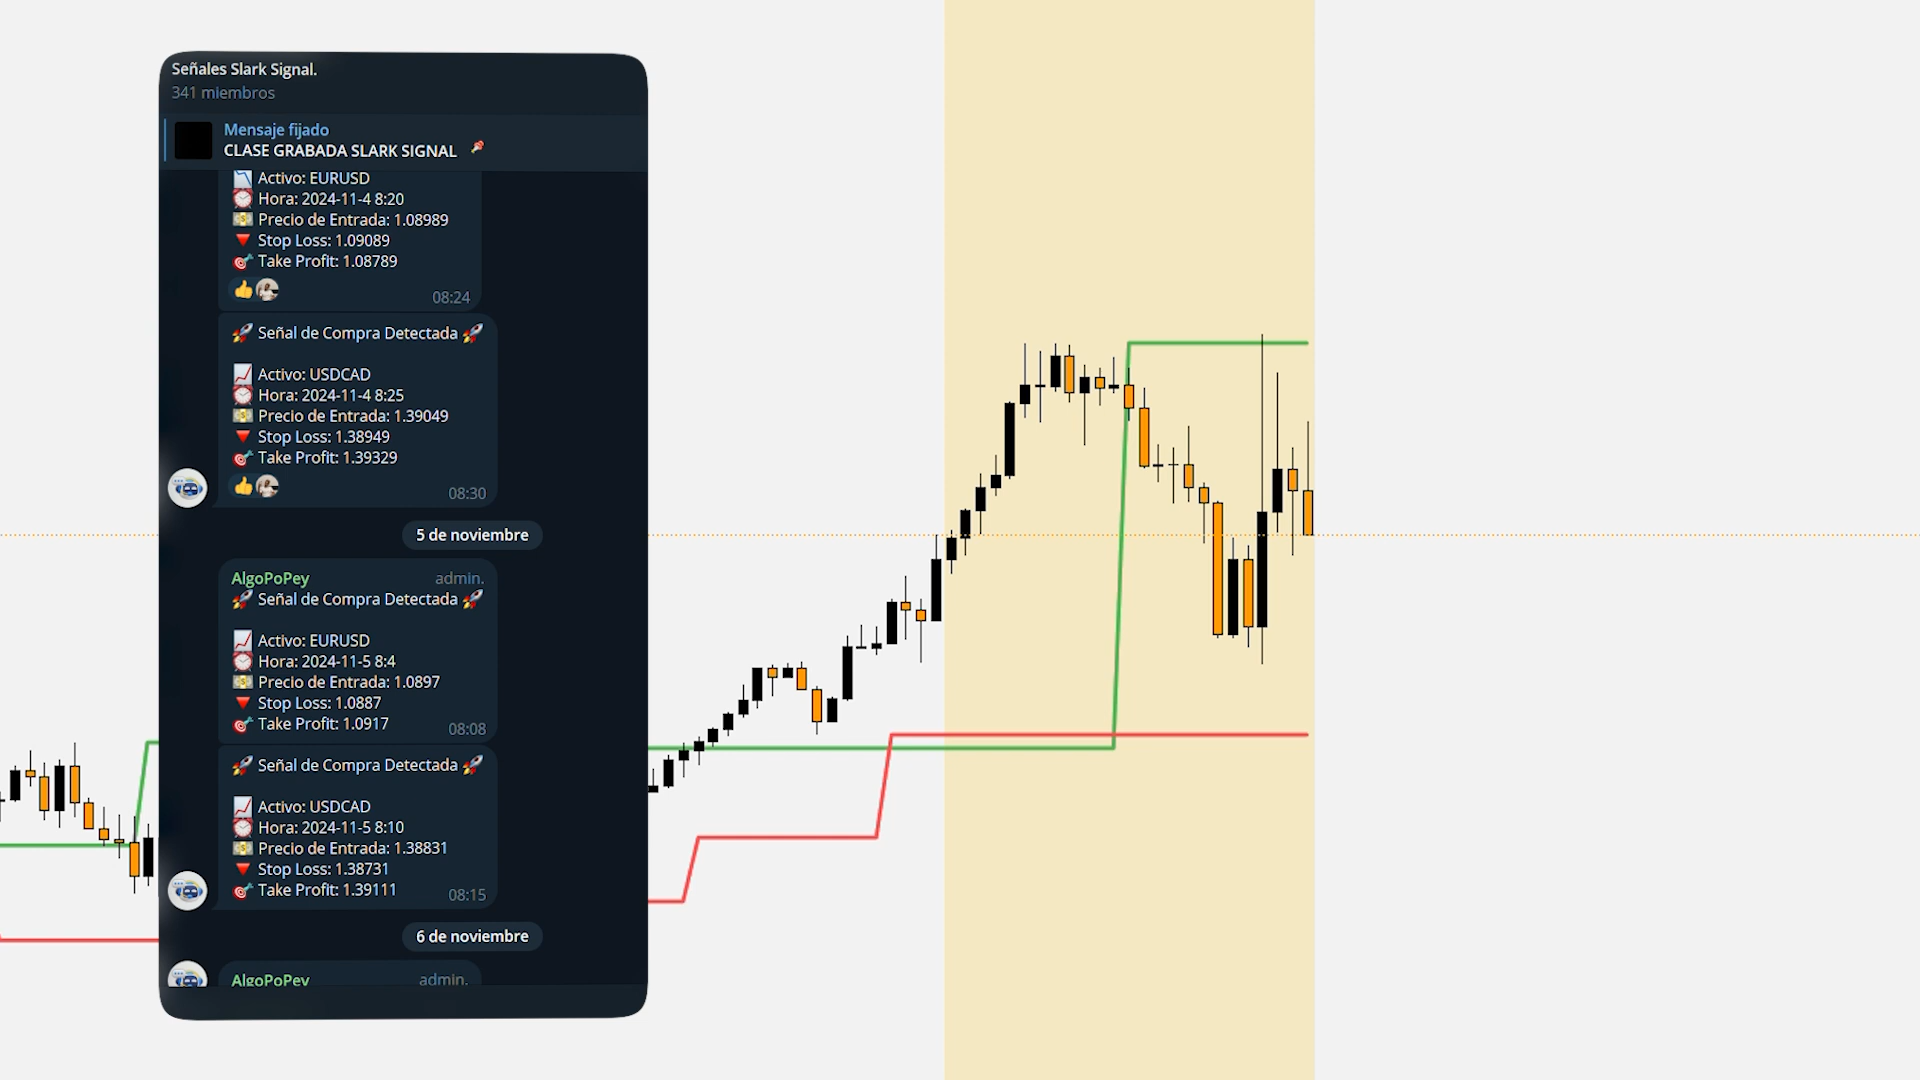 Señales Slark Signal.
341 miembros
Mensaje fijado
CLASE GRABADA SLARK SIGNAL 📌
📉 Activo: EURUSD
⏰ Hora: 2024-11-4 8:20
💵 Precio de Entrada: 1.08989
🔻 Stop Loss: 1.09089
🎯 Take Profit: 1.08789
👍
08:24
🚀 Señal de Compra Detectada 🚀
📈 Activo: USDCAD
⏰ Hora: 2024-11-4 8:25
💵 Precio de Entrada: 1.39049
🔻 Stop Loss: 1.38949
🎯 Take Profit: 1.39329
👍
08:30
5 de noviembre
AlgoPoPey admin.
🚀 Señal de Compra Detectada 🚀
📈 Activo: EURUSD
⏰ Hora: 2024-11-5 8:4
💵 Precio de Entrada: 1.0897
🔻 Stop Loss: 1.0887
🎯 Take Profit: 1.0917
08:08
🚀 Señal de Compra Detectada 🚀
📈 Activo: USDCAD
⏰ Hora: 2024-11-5 8:10
💵 Precio de Entrada: 1.38831
🔻 Stop Loss: 1.38731
🎯 Take Profit: 1.39111
08:15
6 de noviembre
AlgoPoPey admin.